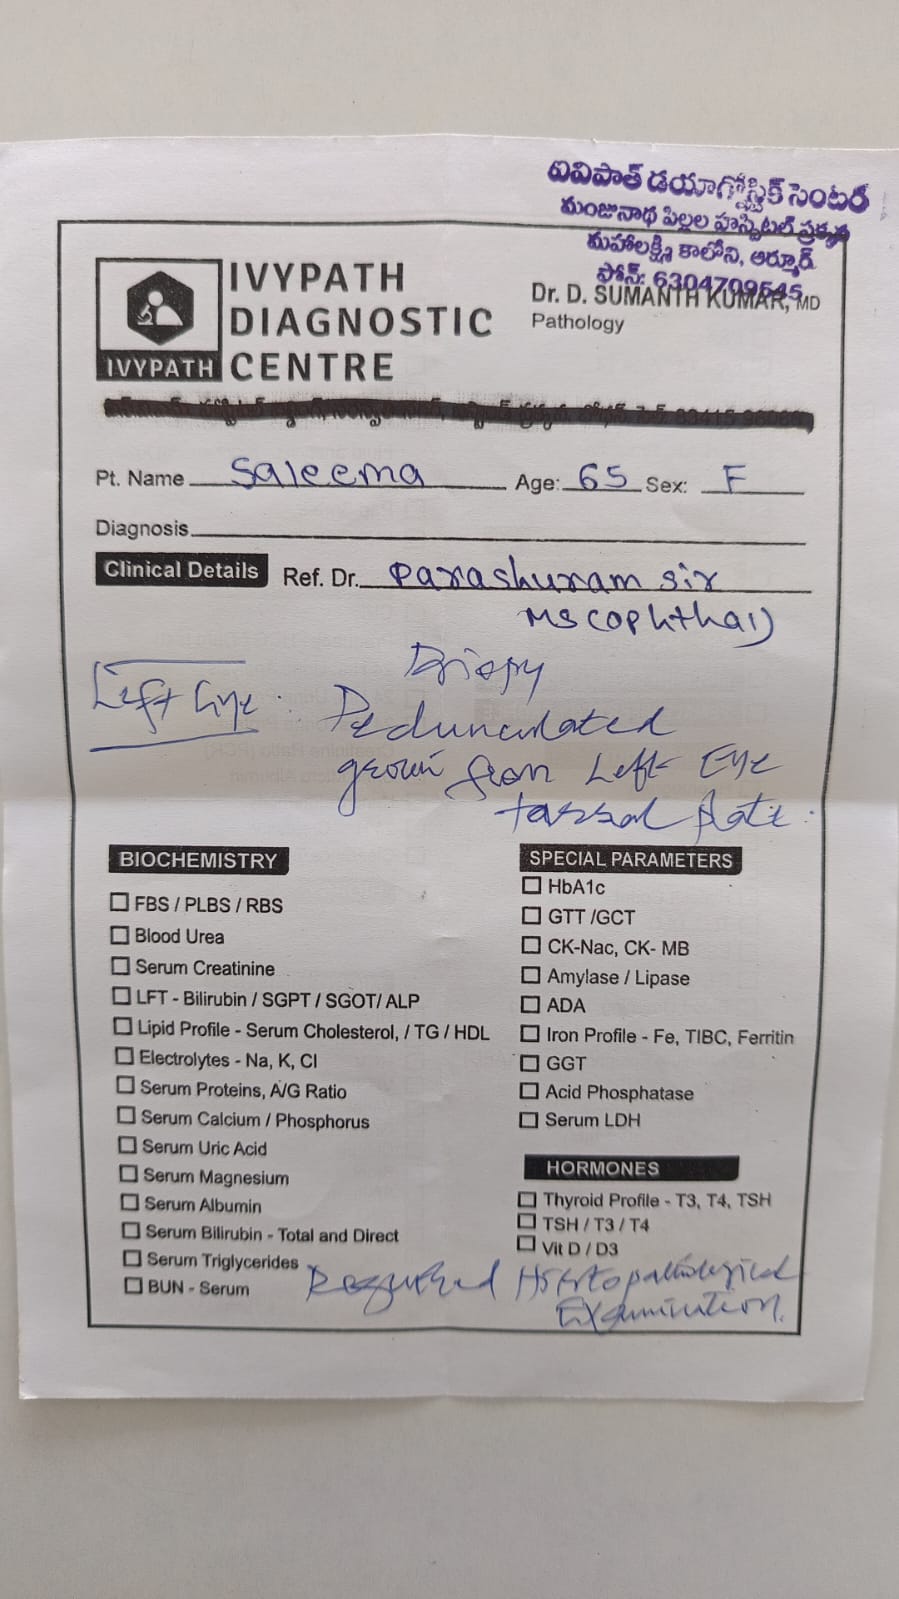 ఐవిపాత్ డయాగ్నోస్టిక్ సెంటర్
మంజునాథ పిల్లల హాస్పిటల్ ప్రక్కన
మహాలక్ష్మి కాలోని, ఆర్మూర్
ఫోన్: 6304709545
IVYPATH
DIAGNOSTIC
CENTRE
IVYPATH
Dr. D. SUMANTH KUMAR, MD
Pathology
Pt. Name Saleema Age: 65 Sex: F
Diagnosis
Clinical Details Ref. Dr. Parashuram sir
MS (ophthal)
Left Eye : Pedunculated
from Left Eye
tarsal plate.
BIOCHEMISTRY
FBS / PLBS / RBS
Blood Urea
Serum Creatinine
LFT - Bilirubin / SGPT / SGOT/ ALP
Lipid Profile - Serum Cholesterol, / TG / HDL
Electrolytes - Na, K, Cl
Serum Proteins, A/G Ratio
Serum Calcium / Phosphorus
Serum Uric Acid
Serum Magnesium
Serum Albumin
Serum Bilirubin - Total and Direct
Serum Triglycerides
BUN - Serum
SPECIAL PARAMETERS
HbA1c
GTT /GCT
CK-Nac, CK- MB
Amylase / Lipase
ADA
Iron Profile - Fe, TIBC, Ferritin
GGT
Acid Phosphatase
Serum LDH
HORMONES
Thyroid Profile - T3, T4, TSH
TSH / T3 / T4
Vit D / D3
Histopathological
Examination.